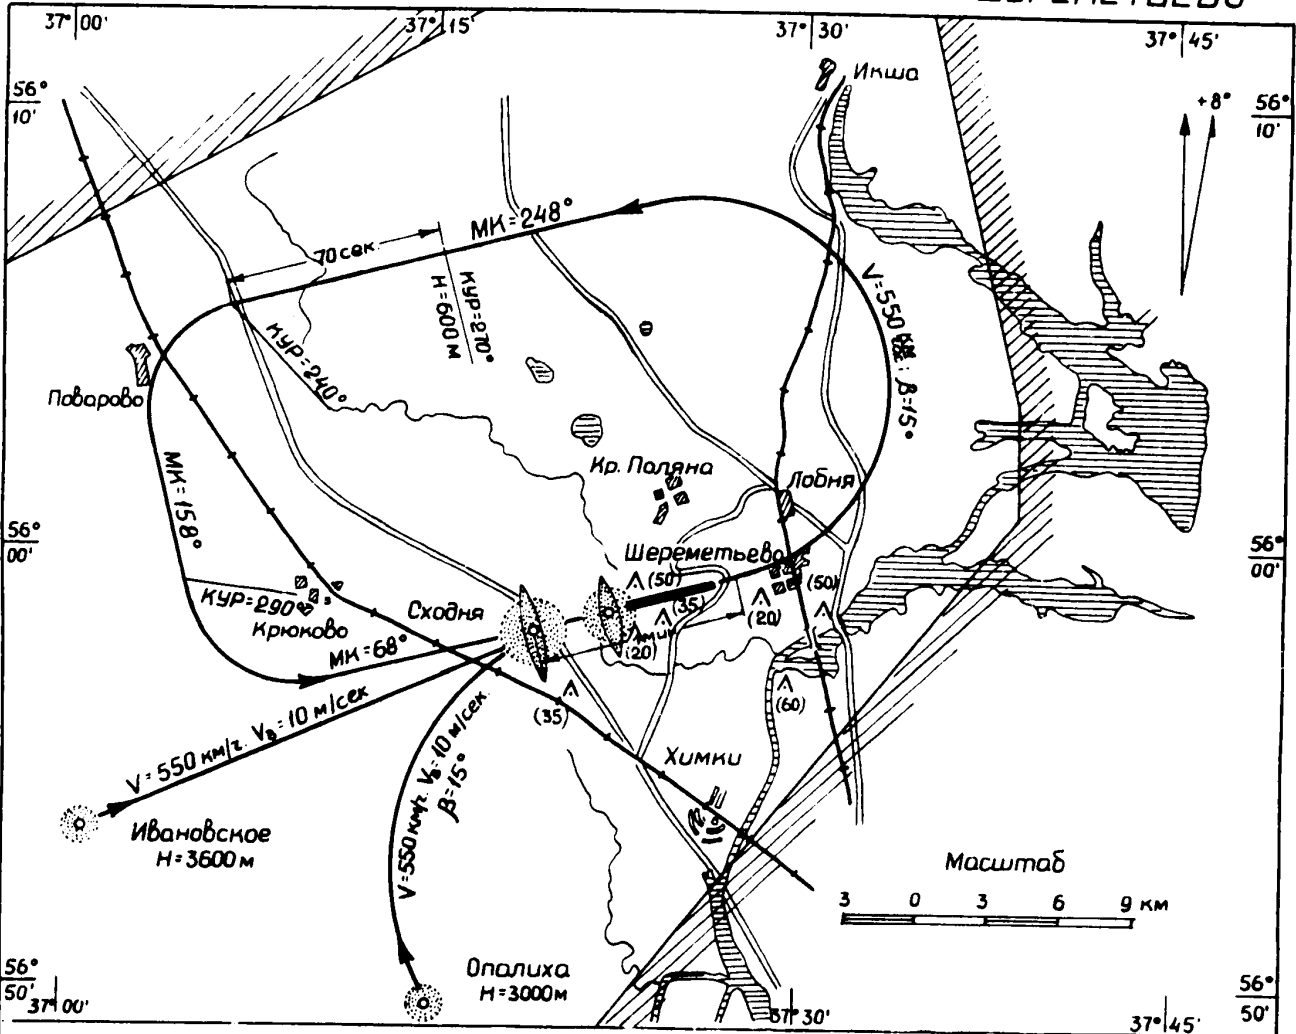 37° 00'
37° 15'
37° 30'
37° 45'
56°
10'
Икша
+8°
56°
10'
МК=248°
70 сек
КУР=270°
Н=600 м
V=550 км/час; β=15°
КУР=240°
Поварово
Кр. Поляна
Лобня
МК=158°
56°
00'
56°
00'
Шереметьево
(50)
(50)
(35)
(20)
КУР=290°
Крюково
Сходня
(20)
МК=68°
(35)
(60)
V=550 км/г. Vв=10 м/сек
V=550 км/г. Vв=10 м/сек.
β=15°
Химки
Ивановское
Н=3600м
Масштаб
3 0 3 6 9 км
Опалиха
Н=3000м
56°
50'
56°
50'
37° 00'
37° 30'
37° 45'